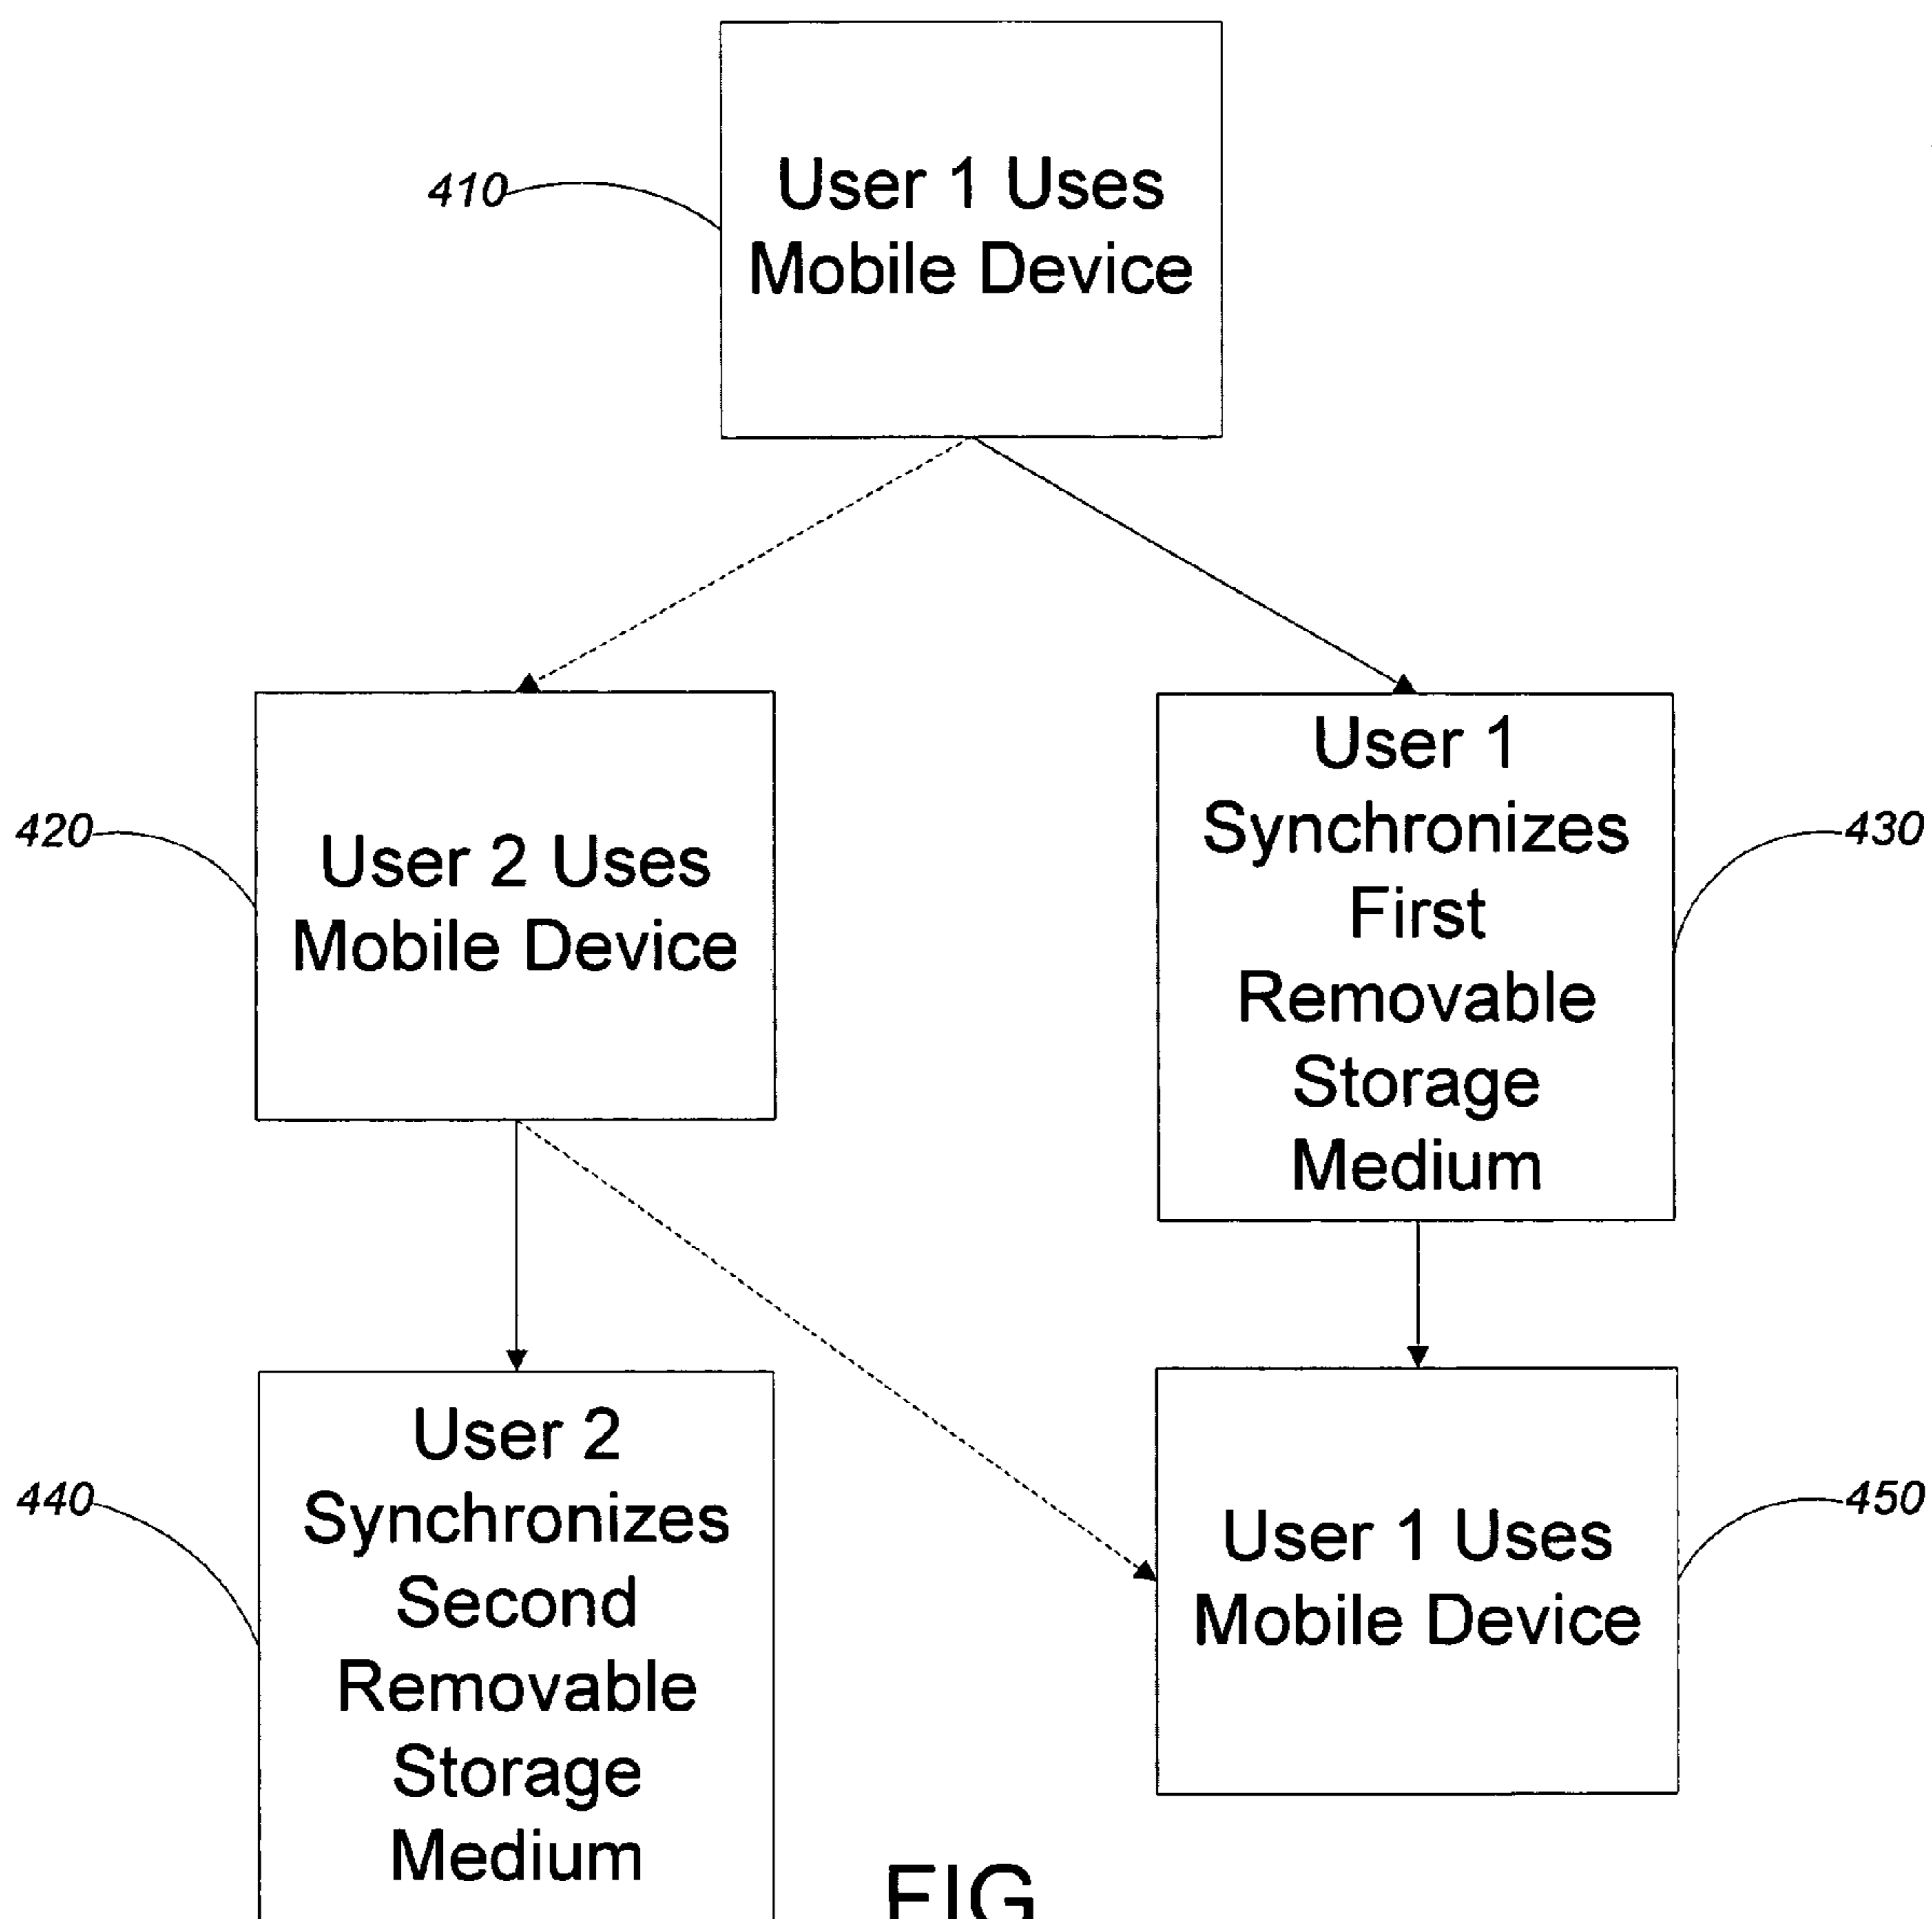 User 1 Uses
Mobile Device
410
User 2 Uses
Mobile Device
420
User 1
Synchronizes
First
Removable
Storage
Medium
430
User 2
Synchronizes
Second
Removable
Storage
Medium
440
User 1 Uses
Mobile Device
450
FIG